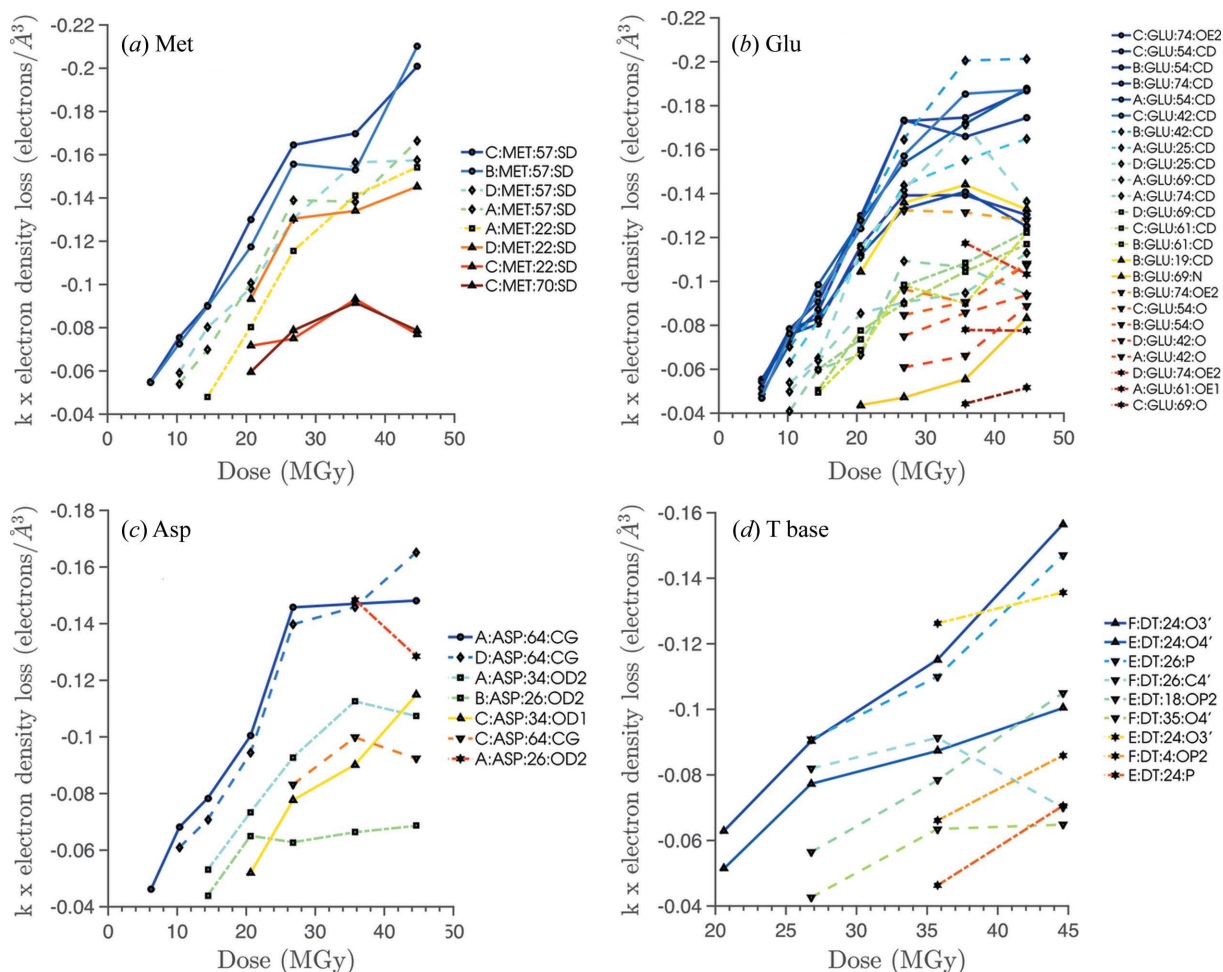 (a) Met
k x electron density loss (electrons/Å³)
-0.22
-0.2
-0.18
-0.16
-0.14
-0.12
-0.1
-0.08
-0.06
-0.04
0 10 20 30 40 50
Dose (MGy)
C:MET:57:SD
B:MET:57:SD
D:MET:57:SD
A:MET:57:SD
A:MET:22:SD
D:MET:22:SD
C:MET:22:SD
C:MET:70:SD
(b) Glu
k x electron density loss (electrons/Å³)
-0.22
-0.2
-0.18
-0.16
-0.14
-0.12
-0.1
-0.08
-0.06
-0.04
0 5 10 15 20 25 30 35 40 45 50
Dose (MGy)
C:GLU:74:OE2
C:GLU:54:CD
B:GLU:54:CD
B:GLU:74:CD
A:GLU:54:CD
C:GLU:42:CD
B:GLU:42:CD
A:GLU:25:CD
D:GLU:25:CD
A:GLU:69:CD
A:GLU:74:CD
D:GLU:69:CD
C:GLU:61:CD
B:GLU:61:CD
B:GLU:19:CD
B:GLU:69:N
B:GLU:74:OE2
C:GLU:54:O
B:GLU:54:O
D:GLU:42:O
A:GLU:42:O
D:GLU:74:OE2
A:GLU:61:OE1
C:GLU:69:O
(c) Asp
k x electron density loss (electrons/Å³)
-0.18
-0.16
-0.14
-0.12
-0.1
-0.08
-0.06
-0.04
0 10 20 30 40 50
Dose (MGy)
A:ASP:64:CG
D:ASP:64:CG
A:ASP:34:OD2
B:ASP:26:OD2
C:ASP:34:OD1
C:ASP:64:CG
A:ASP:26:OD2
(d) T base
k x electron density loss (electrons/Å³)
-0.16
-0.14
-0.12
-0.1
-0.08
-0.06
-0.04
20 25 30 35 40 45
Dose (MGy)
F:DT:24:O3′
E:DT:24:O4′
E:DT:26:P
F:DT:26:C4′
E:DT:18:OP2
F:DT:35:O4′
E:DT:24:O3′
E:DT:4:OP2
E:DT:24:P